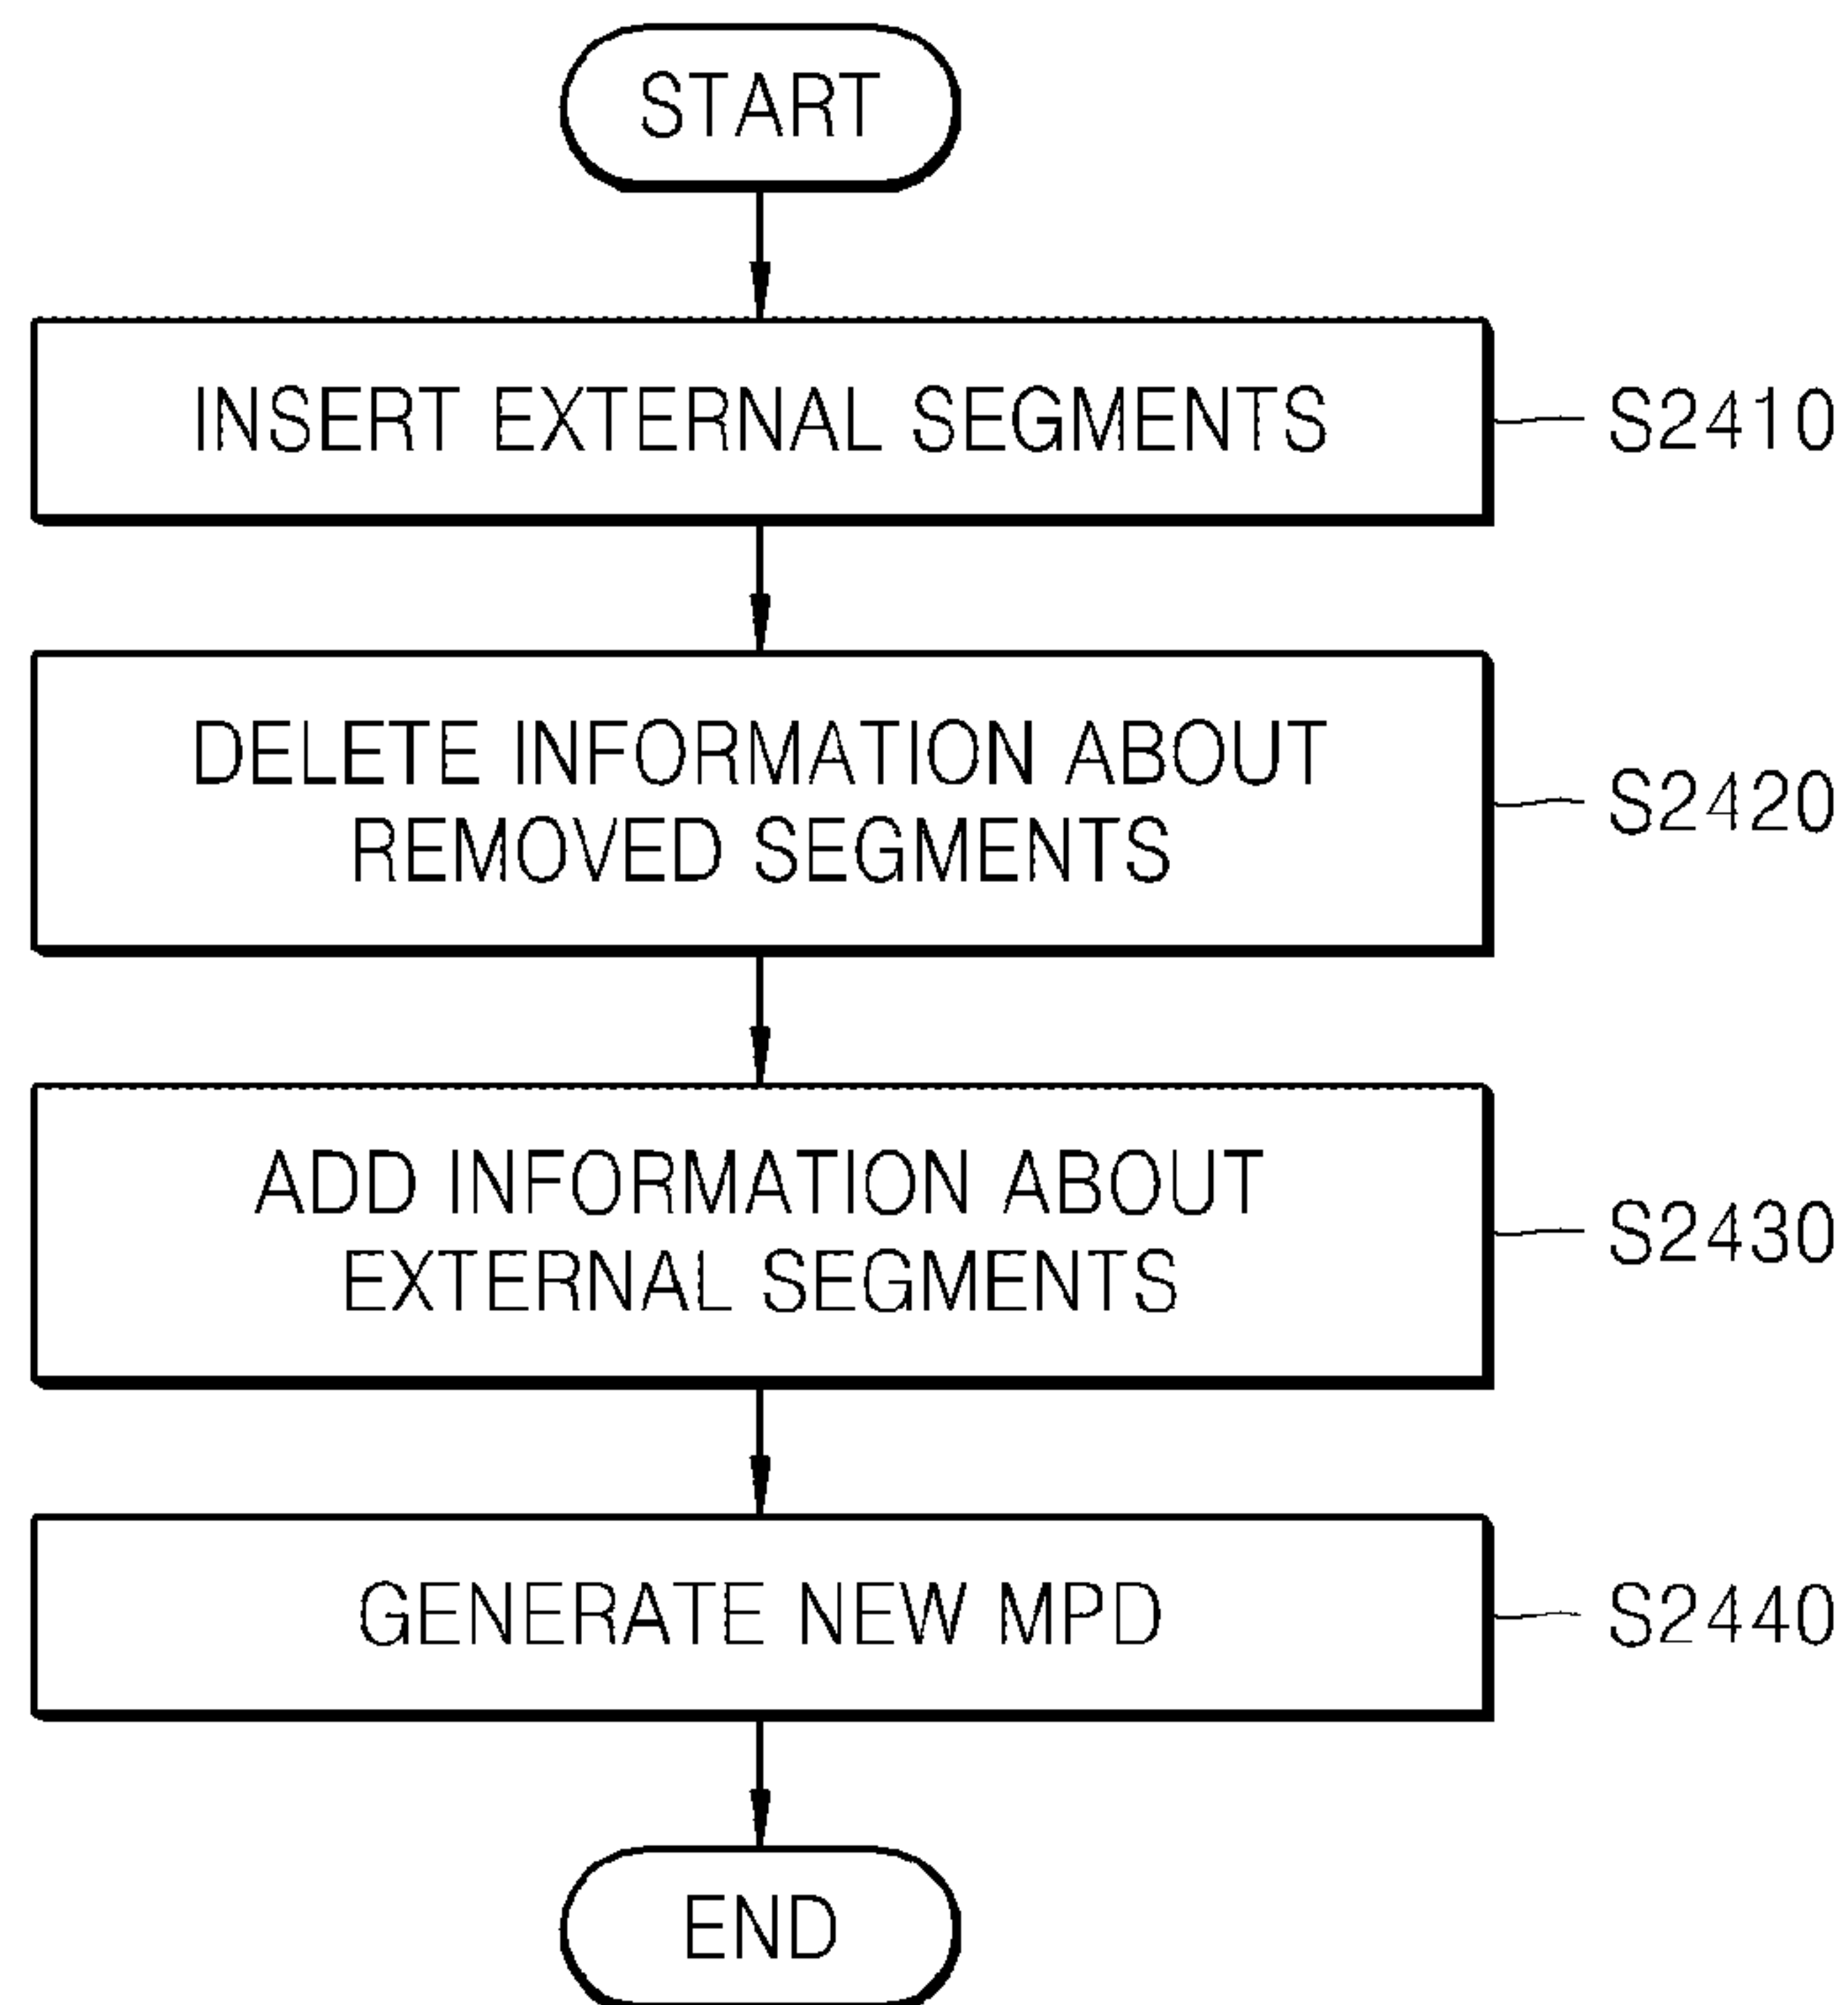 START
INSERT EXTERNAL SEGMENTS
S2410
DELETE INFORMATION ABOUT
REMOVED SEGMENTS
S2420
ADD INFORMATION ABOUT
EXTERNAL SEGMENTS
S2430
GENERATE NEW MPD
S2440
END